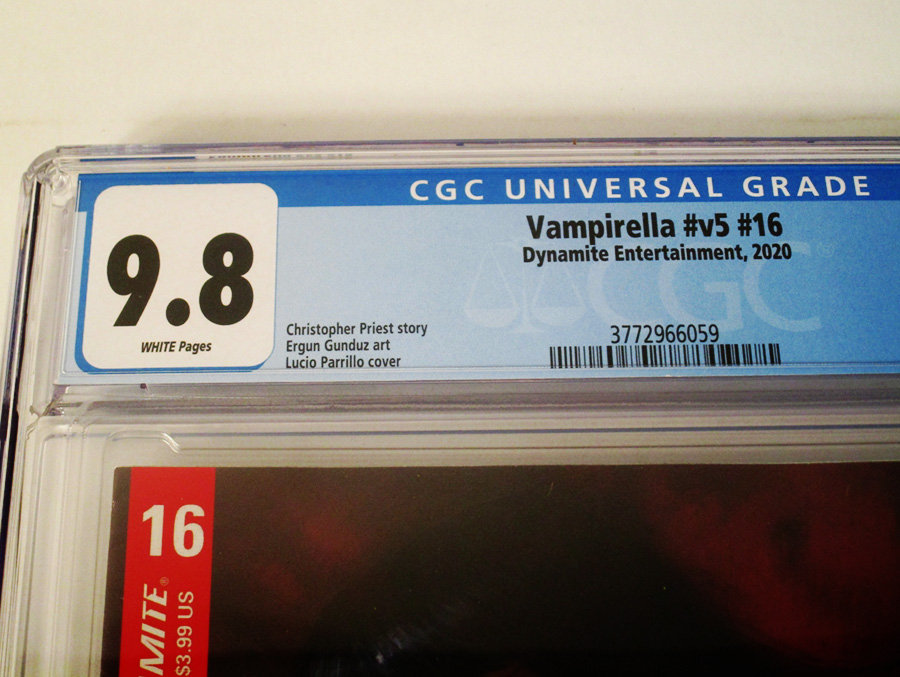 CGC UNIVERSAL GRADE
9.8
WHITE Pages
Vampirella #v5 #16
Dynamite Entertainment, 2020
CGC
Christopher Priest story
Ergun Gunduz art
Lucio Parrillo cover
3772966059
16
MITE®
$3.99 US